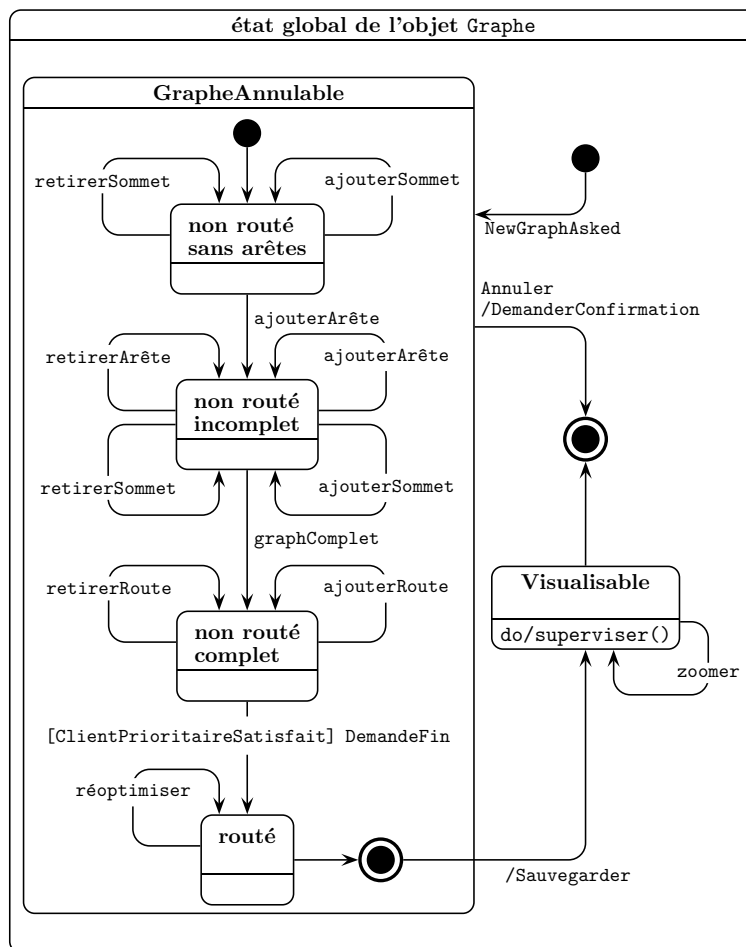 état global de l'objet Graphe
GrapheAnnulable
retirerSommet
ajouterSommet
non routé
sans arêtes
NewGraphAsked
Annuler
/DemanderConfirmation
ajouterArête
retirerArête
ajouterArête
non routé
incomplet
retirerSommet
ajouterSommet
graphComplet
retirerRoute
ajouterRoute
Visualisable
do/superviser()
non routé
complet
zoomer
[ClientPrioritaireSatisfait] DemandeFin
réoptimiser
routé
/Sauvegarder